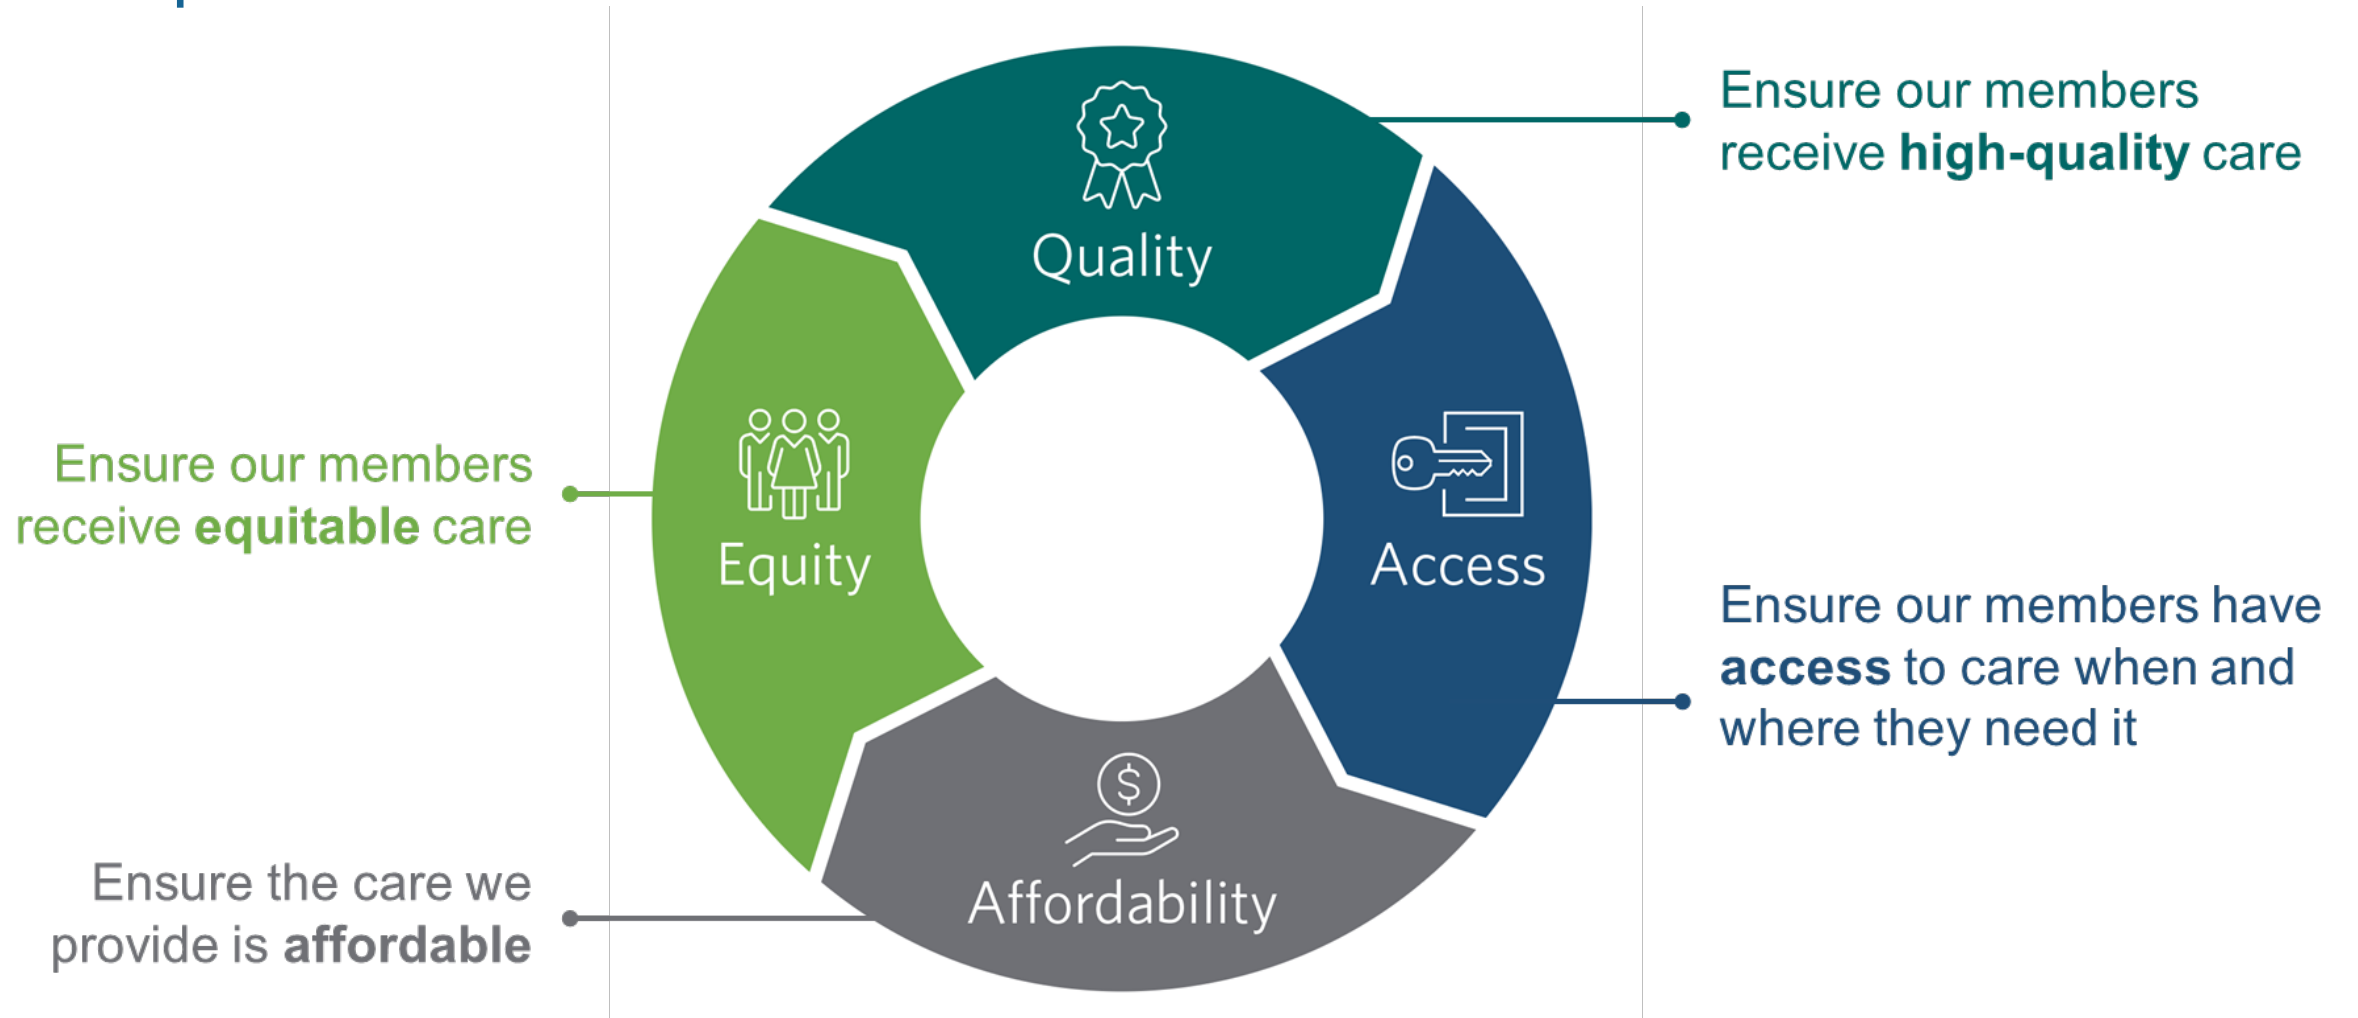 Ensure our members
receive high-quality care
Quality
Ensure our members
receive equitable care
Equity
Access
Ensure our members have
access to care when and
where they need it
Ensure the care we
provide is affordable
$
Affordability